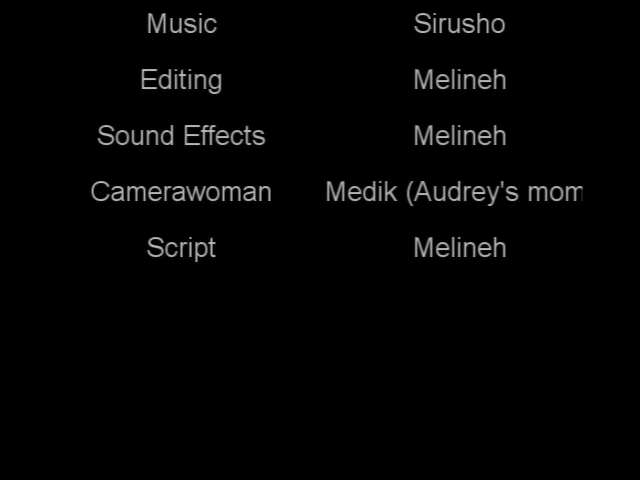 Music Sirusho
Editing Melineh
Sound Effects Melineh
Camerawoman Medik (Audrey's mom
Script Melineh